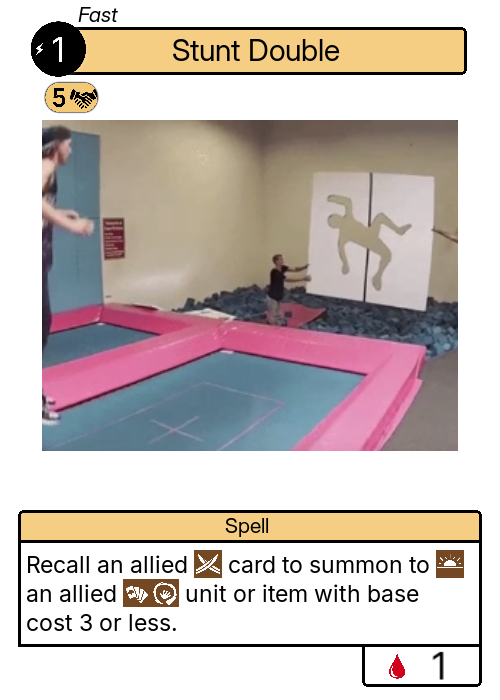 Fast
1
Stunt Double
5
Spell
Recall an allied card to summon to
an allied unit or item with base
cost 3 or less.
1